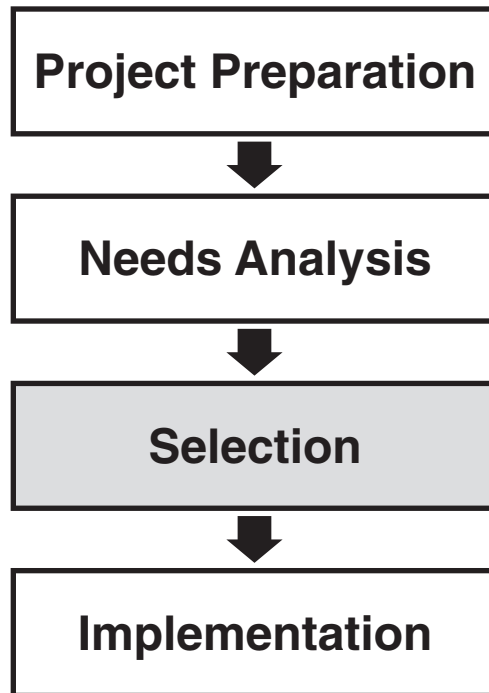 Project Preparation
Needs Analysis
Selection
Implementation